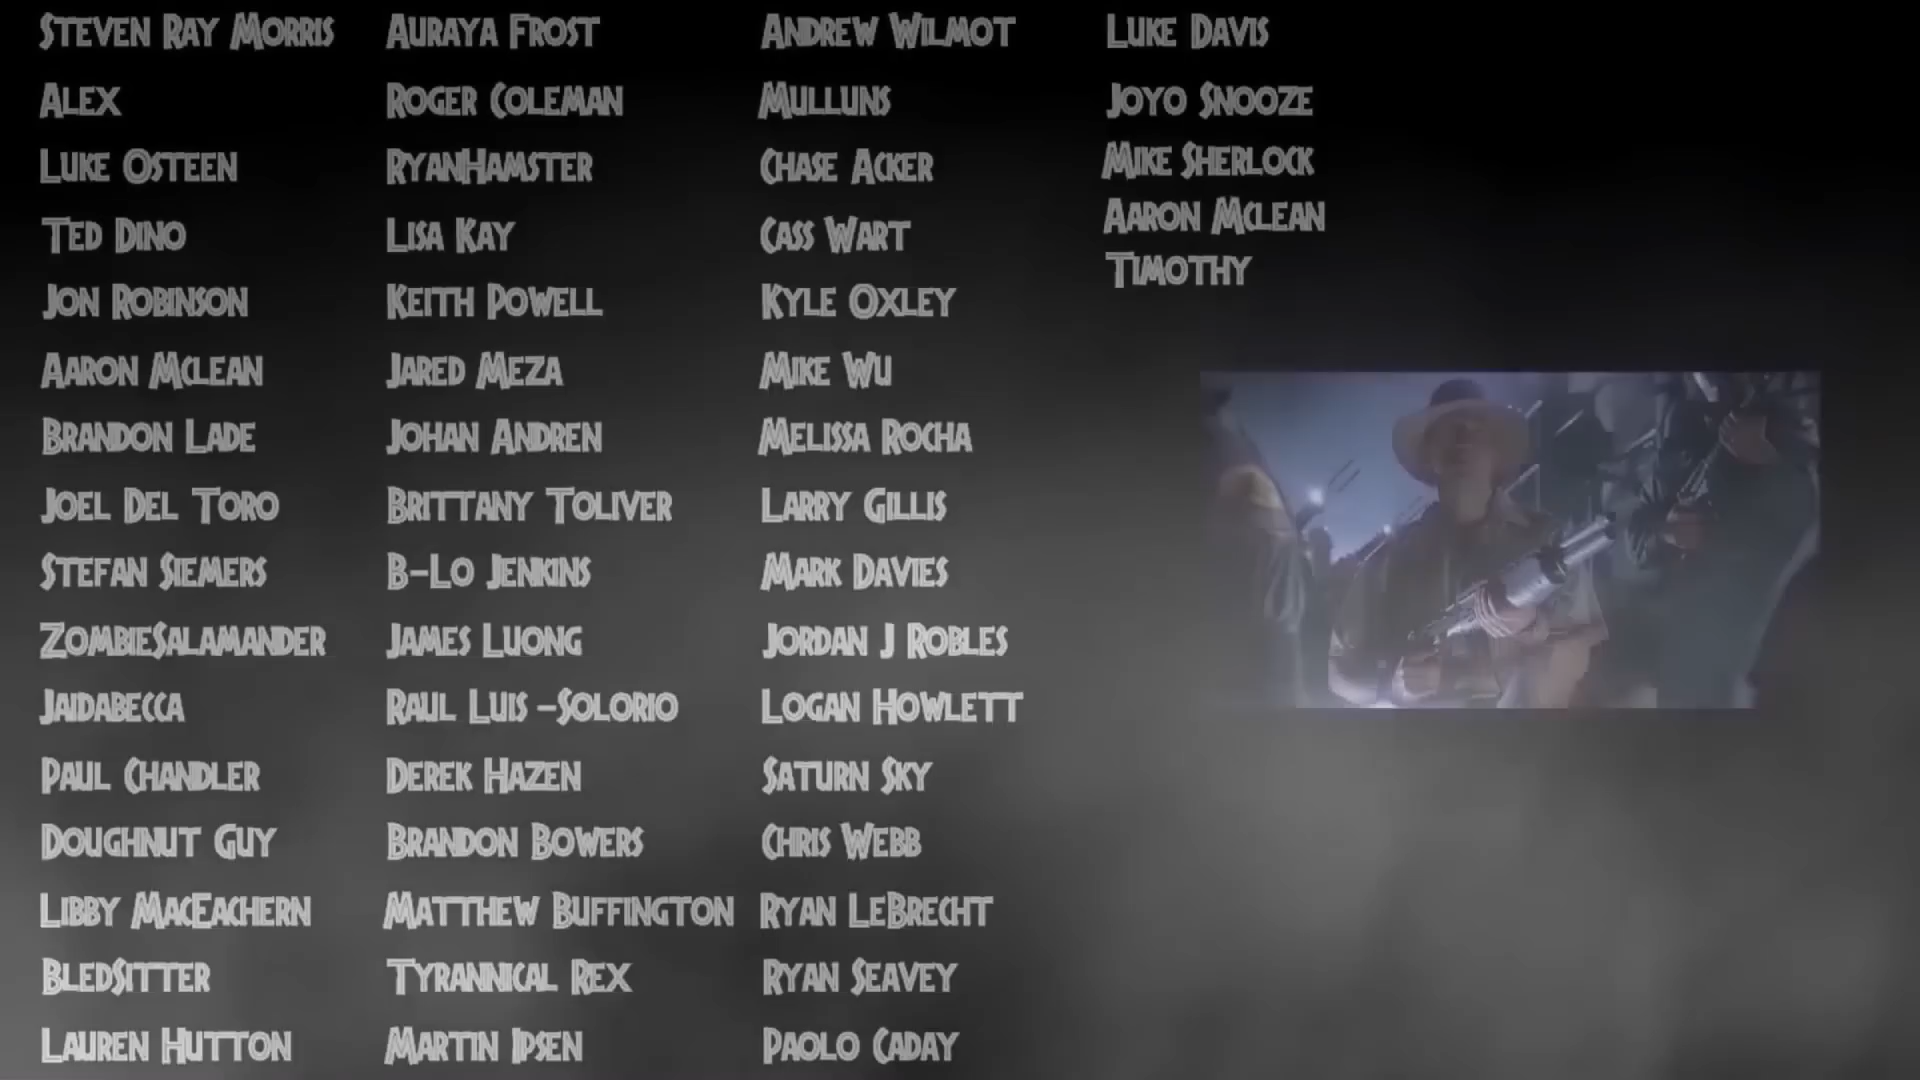 Steven Ray Morris
Alex
Luke Osteen
Ted Dino
Jon Robinson
Aaron McLean
Brandon Lade
Joel Del Toro
Stefan Siemers
ZombieSalamander
Jaidabecca
Paul Chandler
Doughnut Guy
Libby MacEachern
BledSitter
Lauren Hutton
Auraya Frost
Roger Coleman
RyanHamster
Lisa Kay
Keith Powell
Jared Meza
Johan Andren
Brittany Toliver
B-Lo Jenkins
James Luong
Raul Luis -Solorio
Derek Hazen
Brandon Bowers
Matthew Buffington
Tyrannical Rex
Martin Ipsen
Andrew Wilmot
Mulluns
Chase Acker
Cass Wart
Kyle Oxley
Mike Wu
Melissa Rocha
Larry Gillis
Mark Davies
Jordan J Robles
Logan Howlett
Saturn Sky
Chris Webb
Ryan LeBrecht
Ryan Seavey
Paolo Caday
Luke Davis
Joyo Snooze
Mike Sherlock
Aaron McLean
Timothy